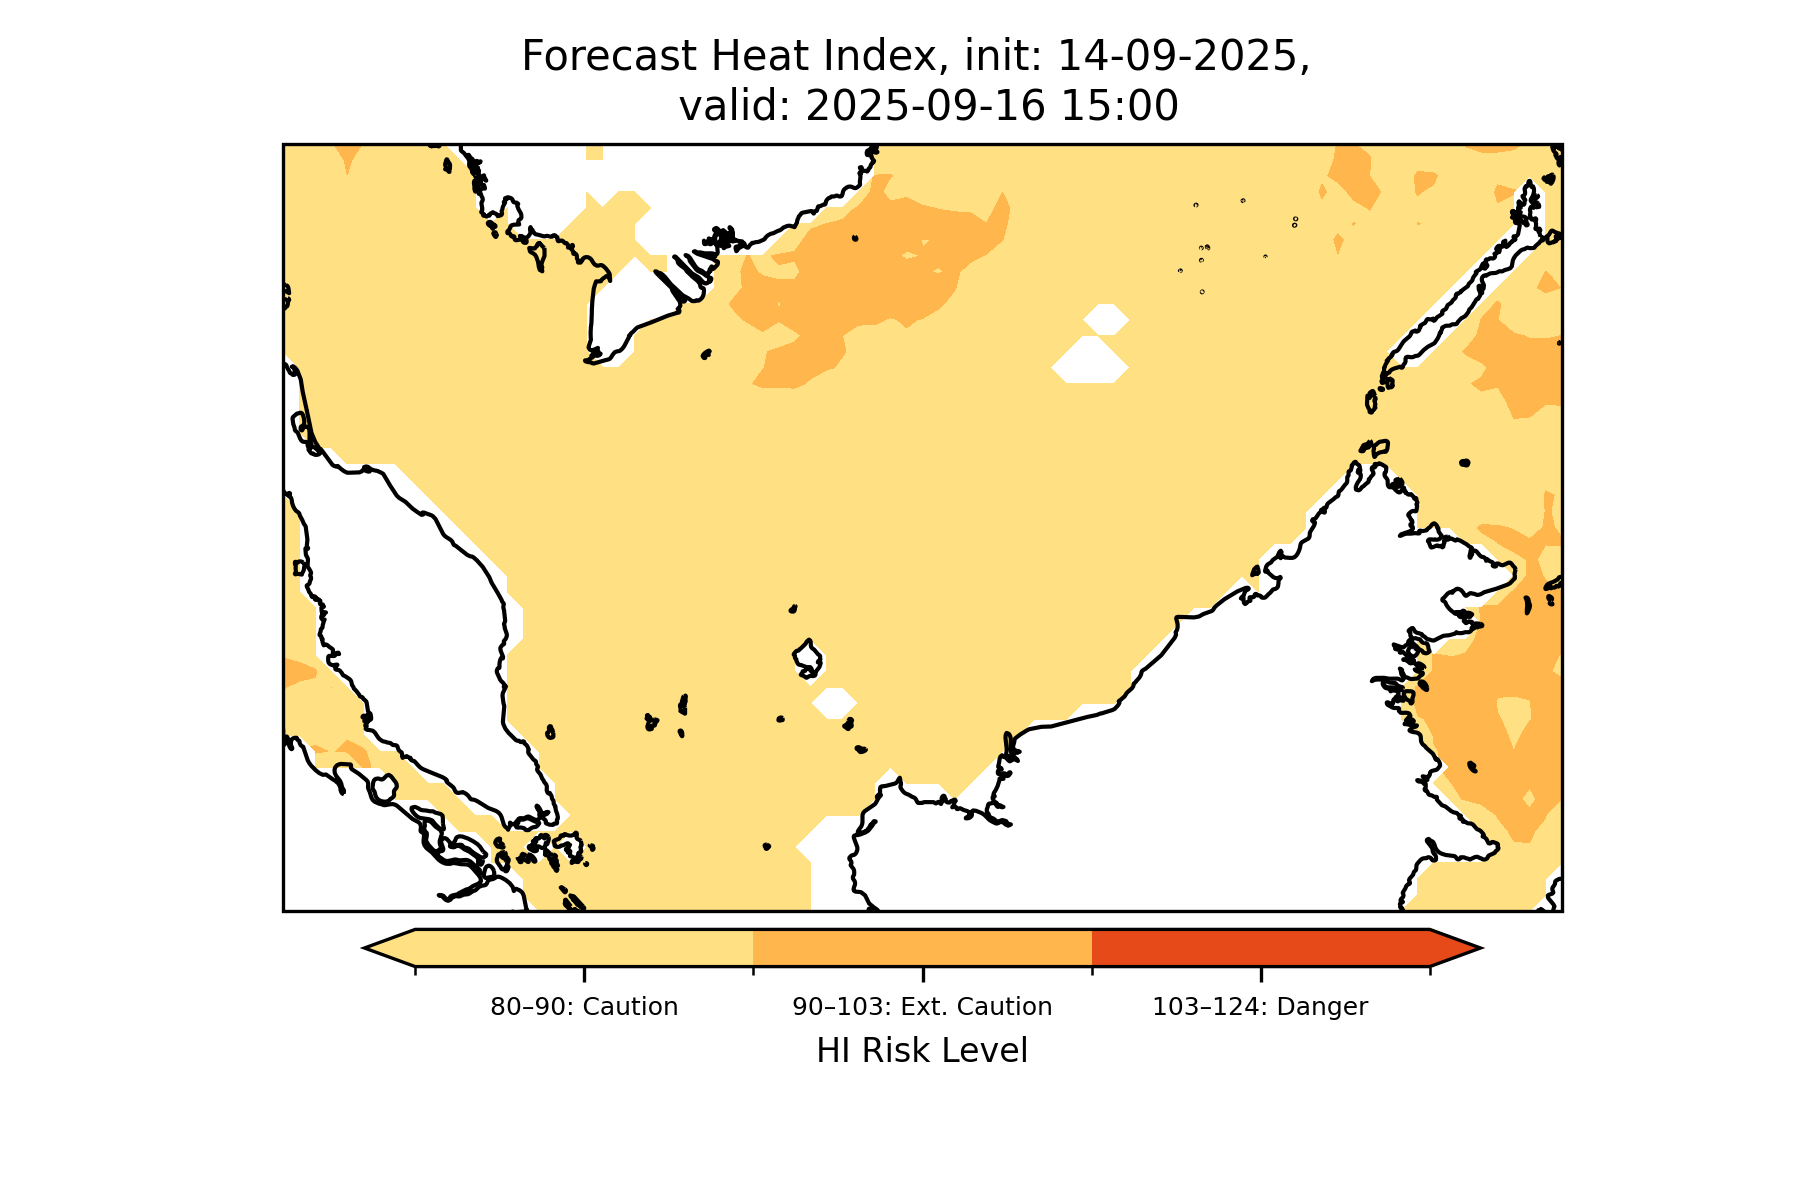 Forecast Heat Index, init: 14-09-2025,
valid: 2025-09-16 15:00
80–90: Caution
90–103: Ext. Caution
103–124: Danger
HI Risk Level